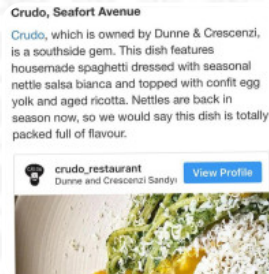 Crudo, Seafort Avenue
Crudo, which is owned by Dunne & Crescenzi,
is a southside gem. This dish features
housemade spaghetti dressed with seasonal
nettle salsa bianca and topped with confit egg
yolk and aged ricotta. Nettles are back in
season now, so we would say this dish is totally
packed full of flavour.
crudo_restaurant
Dunne and Crescenzi Sandy
View Profile